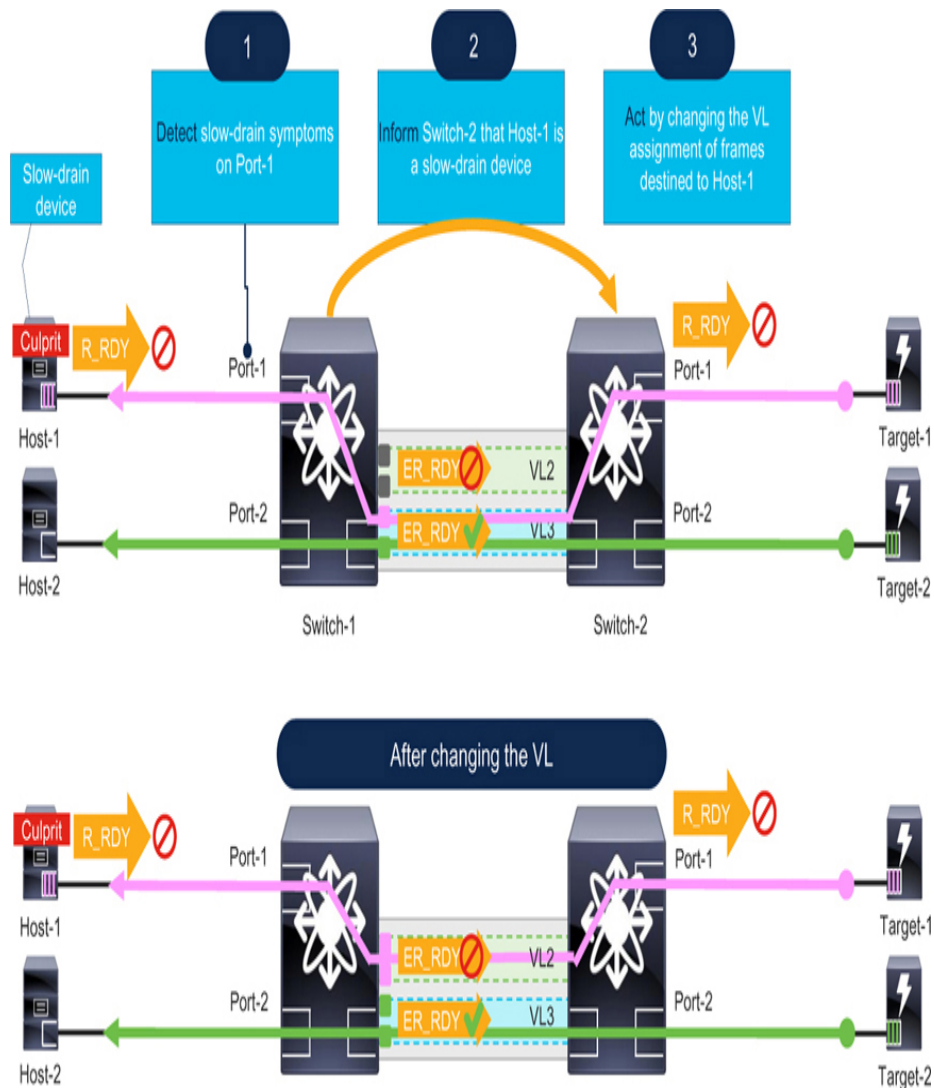 1
2
3
Detect slow-drain symptoms
on Port-1
Inform Switch-2 that Host-1 is
a slow-drain device
Act by changing the VL
assignment of frames
destined to Host-1
Slow-drain
device
Culprit
R_RDY
Port-1
R_RDY
Port-1
Host-1
Target-1
ER_RDY
VL2
Port-2
ER_RDY
VL3
Port-2
Host-2
Target-2
Switch-1
Switch-2
After changing the VL
Culprit
R_RDY
Port-1
R_RDY
Port-1
Host-1
Target-1
ER_RDY
VL2
Port-2
ER_RDY
VL3
Port-2
Host-2
Target-2